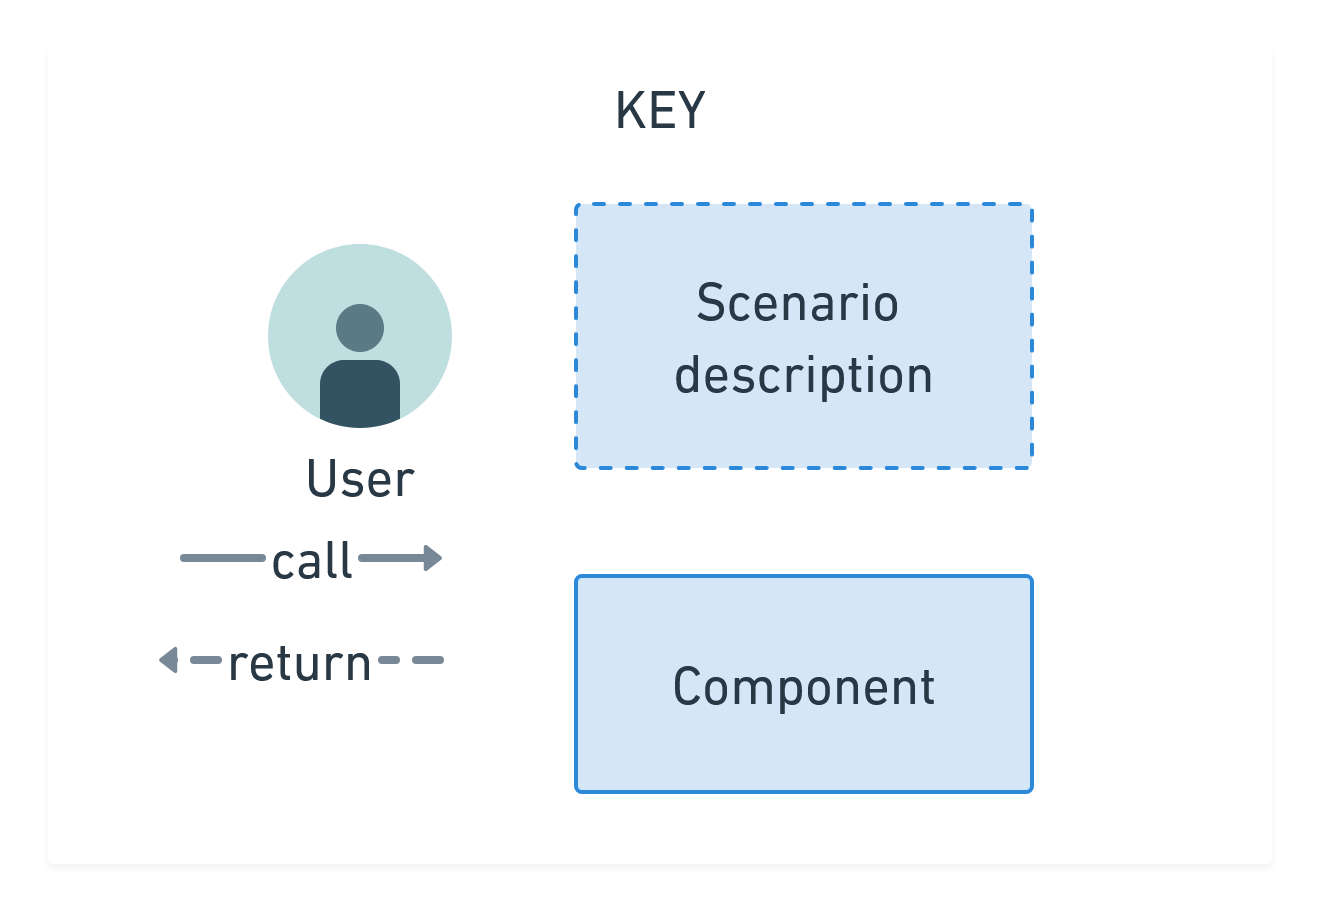 KEY
User
call
return
Scenario
description
Component